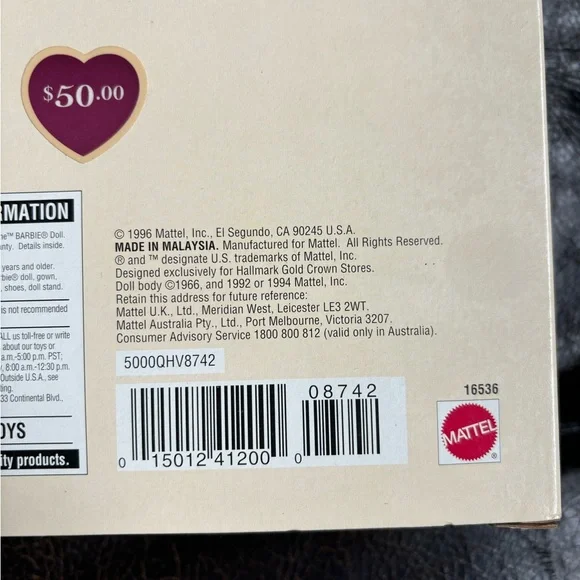 $50.00
RMATION
ne™ BARBIE® Doll.
nty. Details inside.
years and older.
rbie® doll, gown,
, shoes, doll stand.
is not recommended
ALL us toll-free or write
about our toys or
a.m.-5:00 p.m. PST;
, 8:00 a.m.-12:30 p.m.
Outside U.S.A., see
ting.
33 Continental Blvd.,
OYS
ity products.
© 1996 Mattel, Inc., El Segundo, CA 90245 U.S.A.
MADE IN MALAYSIA. Manufactured for Mattel. All Rights Reserved.
® and ™ designate U.S. trademarks of Mattel, Inc.
Designed exclusively for Hallmark Gold Crown Stores.
Doll body ©1966, and 1992 or 1994 Mattel, Inc.
Retain this address for future reference:
Mattel U.K., Ltd., Meridian West, Leicester LE3 2WT.
Mattel Australia Pty., Ltd., Port Melbourne, Victoria 3207.
Consumer Advisory Service 1800 800 812 (valid only in Australia).
5000QHV8742
08742
0 15012 41200 0
16536
MATTEL®